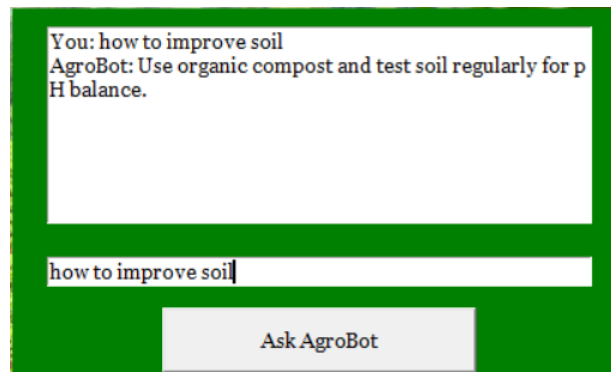 You: how to improve soil
AgroBot: Use organic compost and test soil regularly for p
H balance.
how to improve soil
Ask AgroBot